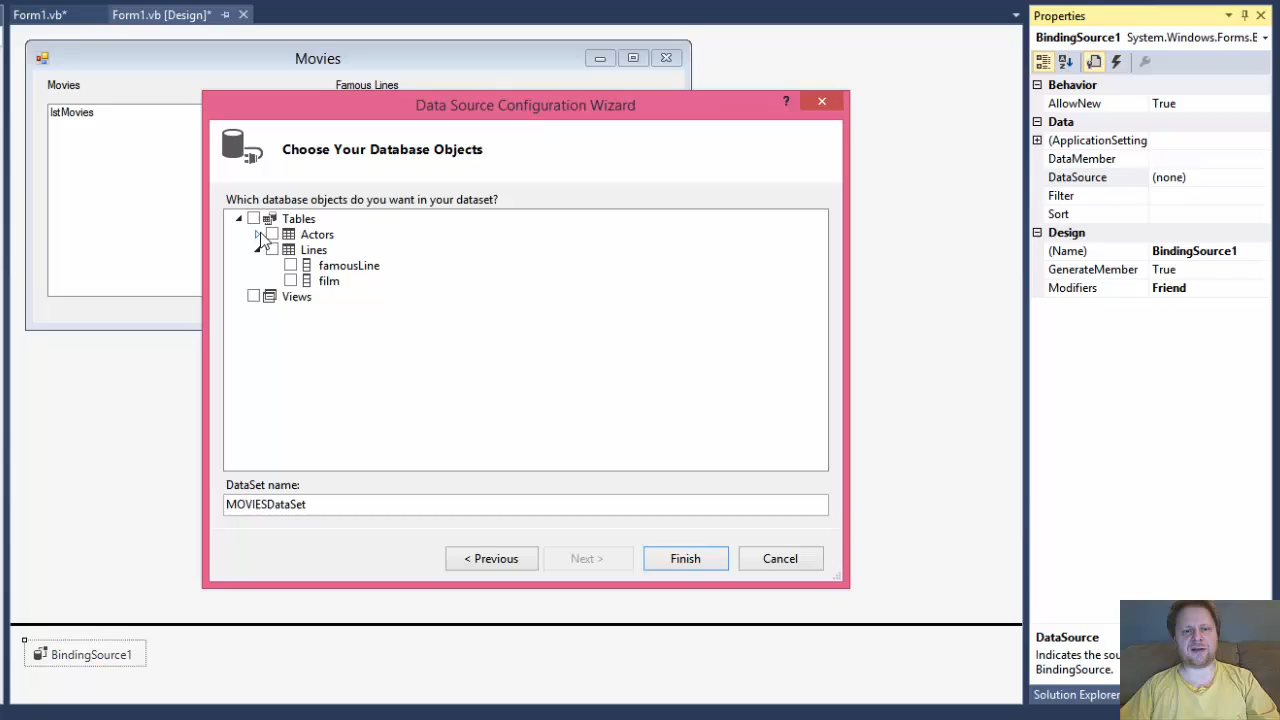 Form1.vb*
Form1.vb [Design]*
Movies
Movies
Famous Lines
lstMovies
Data Source Configuration Wizard
?
Choose Your Database Objects
Which database objects do you want in your dataset?
Tables
Actors
Lines
famousLine
film
Views
DataSet name:
MOVIESDataSet
< Previous
Next >
Finish
Cancel
BindingSource1
Properties
BindingSource1 System.Windows.Forms.E
Behavior
AllowNew True
Data
(ApplicationSetting
DataMember
DataSource (none)
Filter
Sort
Design
(Name) BindingSource1
GenerateMember True
Modifiers Friend
DataSource
Indicates the sou
BindingSource.
Solution Explorer